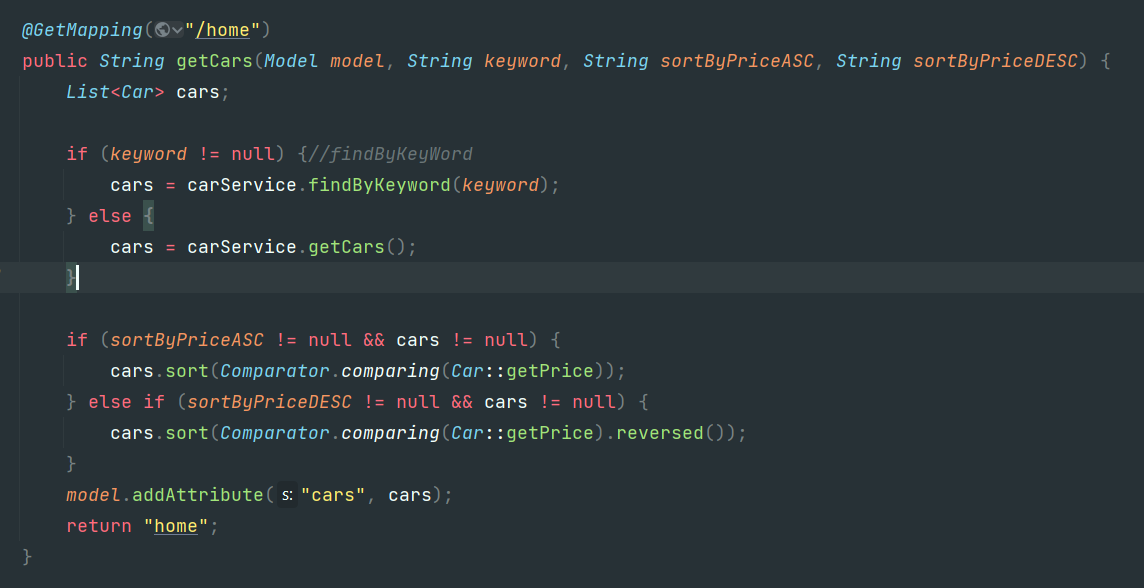 @GetMapping("/home")
public String getCars(Model model, String keyword, String sortByPriceASC, String sortByPriceDESC) {
    List<Car> cars;

    if (keyword != null) {//findByKeyWord
        cars = carService.findByKeyword(keyword);
    } else {
        cars = carService.getCars();
    }

    if (sortByPriceASC != null && cars != null) {
        cars.sort(Comparator.comparing(Car::getPrice));
    } else if (sortByPriceDESC != null && cars != null) {
        cars.sort(Comparator.comparing(Car::getPrice).reversed());
    }
    model.addAttribute( s: "cars", cars);
    return "home";
}